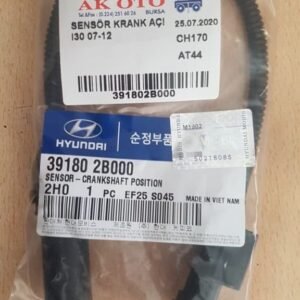 AK OTO
BURSA
SENSÖR KRANK AÇI
I30 07-12
25.07.2020
CH170
AT44
391802B000
HYUNDAI
순정부품
39180 2B000
SENSOR-CRANKSHAFT POSITION
2H0 1 PC EF25 S045
MADE IN VIET NAM